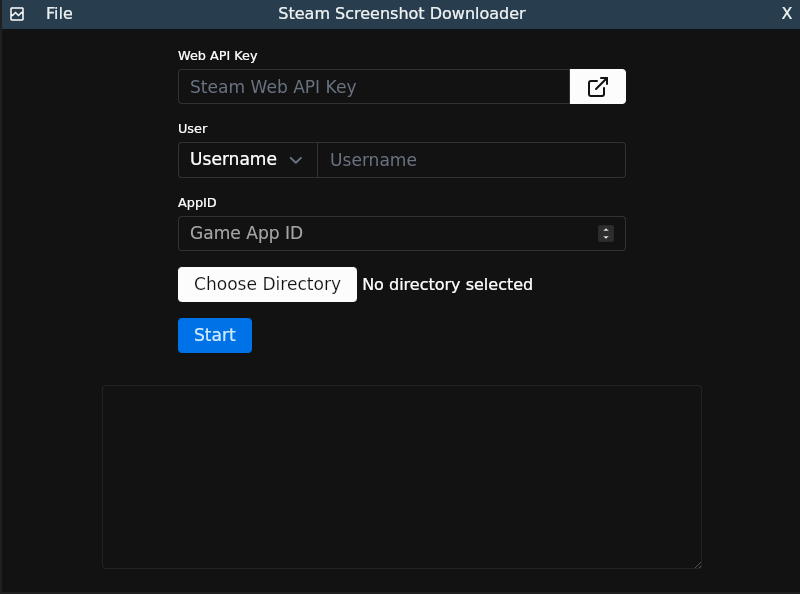 File Steam Screenshot Downloader X
Web API Key
Steam Web API Key
User
Username Username
AppID
Game App ID
Choose Directory No directory selected
Start